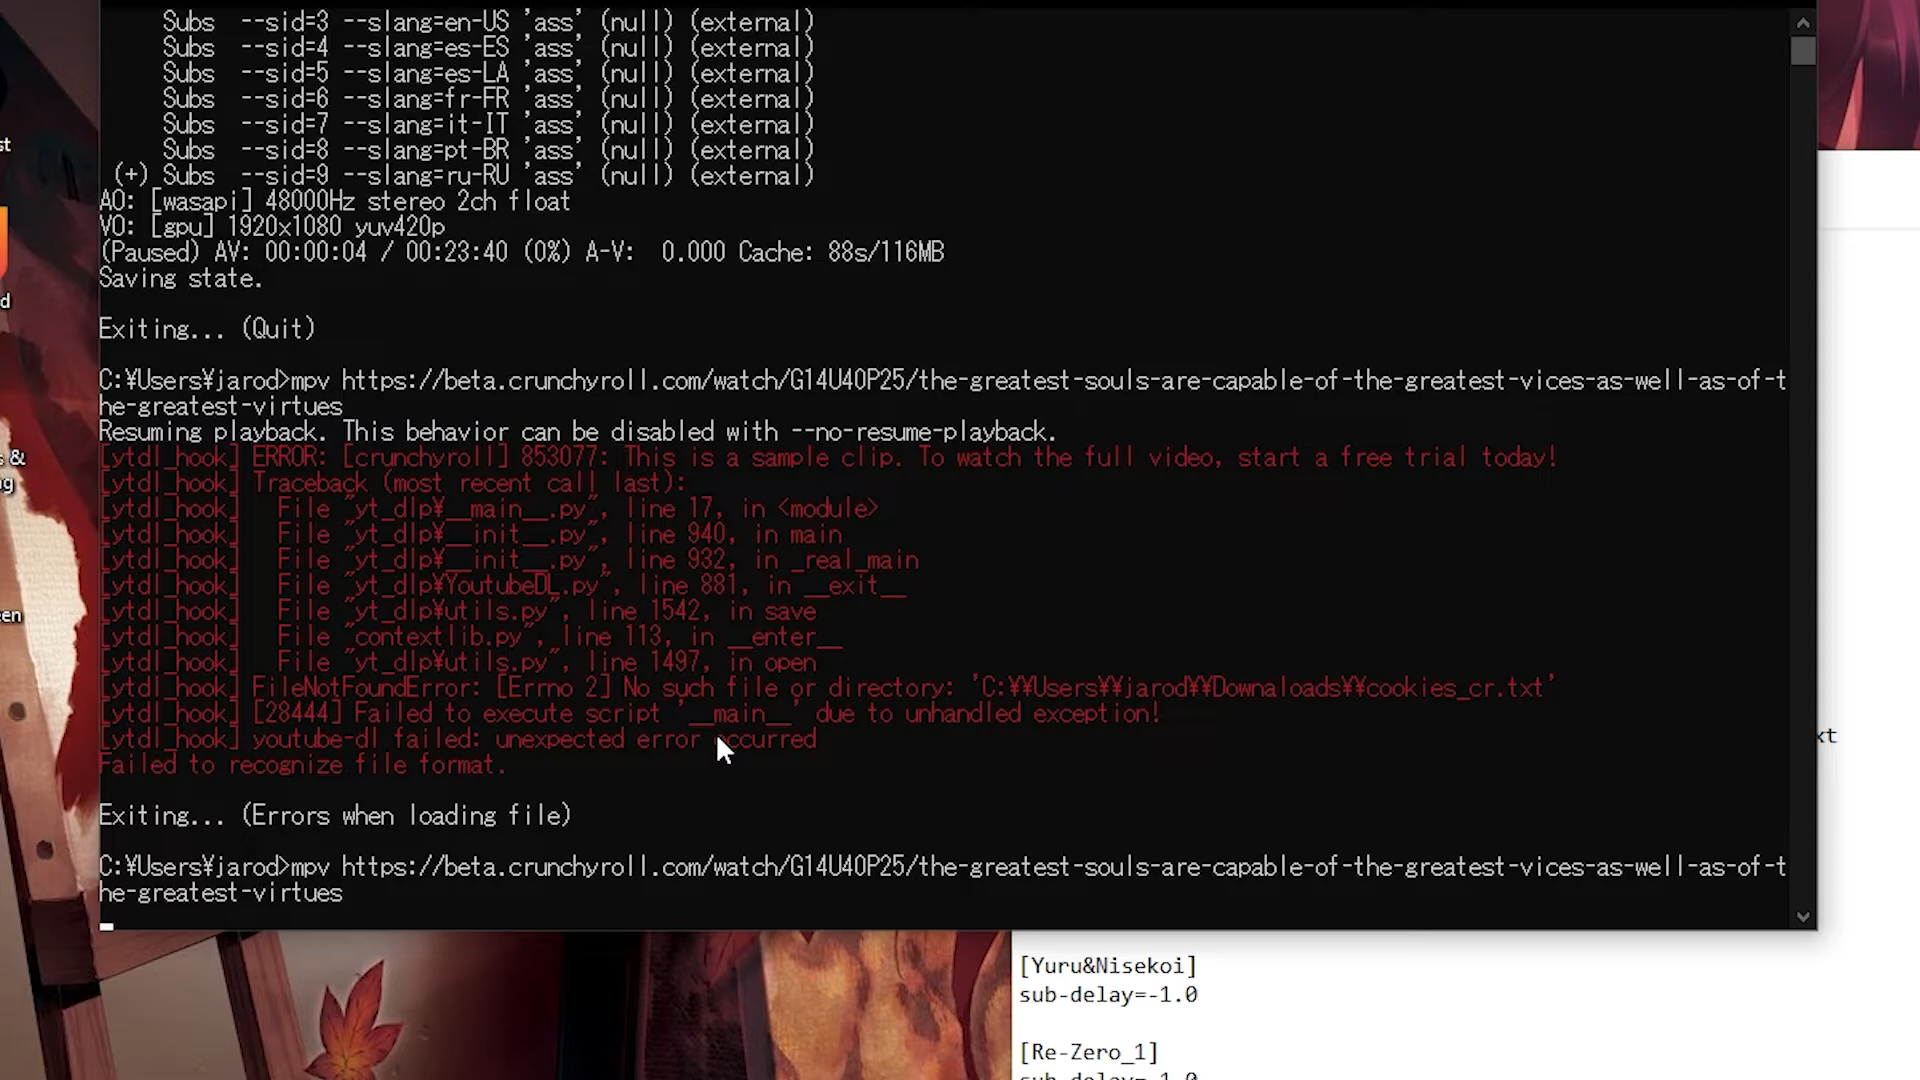 Subs --sid=3 --slang=en-US 'ass' (null) (external)
Subs --sid=4 --slang=es-ES 'ass' (null) (external)
Subs --sid=5 --slang=es-LA 'ass' (null) (external)
Subs --sid=6 --slang=fr-FR 'ass' (null) (external)
Subs --sid=7 --slang=it-IT 'ass' (null) (external)
Subs --sid=8 --slang=pt-BR 'ass' (null) (external)
(+) Subs --sid=9 --slang=ru-RU 'ass' (null) (external)
AO: [wasapi] 48000Hz stereo 2ch float
VO: [gpu] 1920x1080 yuv420p
(Paused) AV: 00:00:04 / 00:23:40 (0%) A-V: 0.000 Cache: 88s/116MB
Saving state.
Exiting... (Quit)
C:¥Users¥jarod>mpv https://beta.crunchyroll.com/watch/G14U40P25/the-greatest-souls-are-capable-of-the-greatest-vices-as-well-as-of-t
he-greatest-virtues
Resuming playback. This behavior can be disabled with --no-resume-playback.
[ytdl_hook] ERROR: [crunchyroll] 853077: This is a sample clip. To watch the full video, start a free trial today!
[ytdl_hook] Traceback (most recent call last):
[ytdl_hook] File "yt_dlp¥__main__.py", line 17, in <module>
[ytdl_hook] File "yt_dlp¥__init__.py", line 940, in main
[ytdl_hook] File "yt_dlp¥__init__.py", line 932, in _real_main
[ytdl_hook] File "yt_dlp¥YoutubeDL.py", line 881, in __exit__
[ytdl_hook] File "yt_dlp¥utils.py", line 1542, in save
[ytdl_hook] File "contextlib.py", line 113, in __enter__
[ytdl_hook] File "yt_dlp¥utils.py", line 1497, in open
[ytdl_hook] FileNotFoundError: [Errno 2] No such file or directory: 'C:¥¥Users¥¥jarod¥¥Downaloads¥¥cookies_cr.txt'
[ytdl_hook] [28444] Failed to execute script '__main__' due to unhandled exception!
[ytdl_hook] youtube-dl failed: unexpected error occurred
Failed to recognize file format.
Exiting... (Errors when loading file)
C:¥Users¥jarod>mpv https://beta.crunchyroll.com/watch/G14U40P25/the-greatest-souls-are-capable-of-the-greatest-vices-as-well-as-of-t
he-greatest-virtues
[Yuru&Nisekoi]
sub-delay=-1.0
[Re-Zero_1]